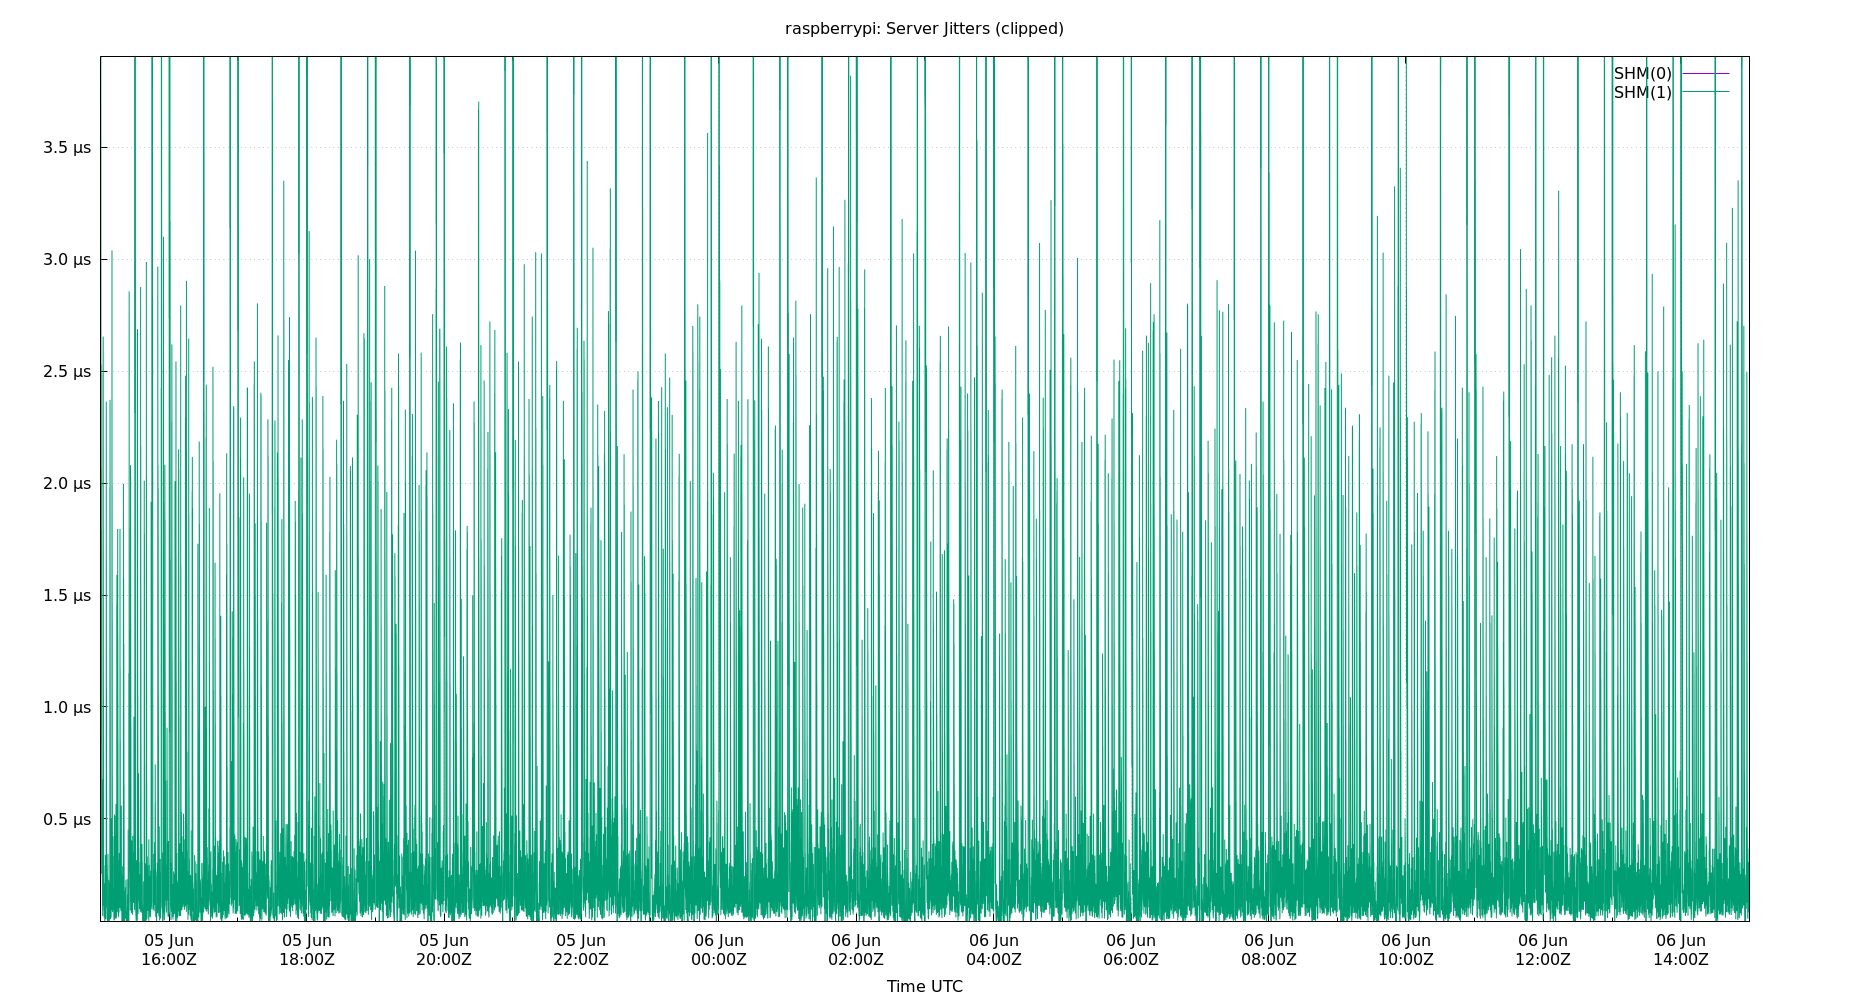 raspberrypi: Server Jitters (clipped)
SHM(0)
SHM(1)
3.5 µs
3.0 µs
2.5 µs
2.0 µs
1.5 µs
1.0 µs
0.5 µs
05 Jun 05 Jun 05 Jun 05 Jun 06 Jun 06 Jun 06 Jun 06 Jun 06 Jun 06 Jun 06 Jun 06 Jun
16:00Z 18:00Z 20:00Z 22:00Z 00:00Z 02:00Z 04:00Z 06:00Z 08:00Z 10:00Z 12:00Z 14:00Z
Time UTC